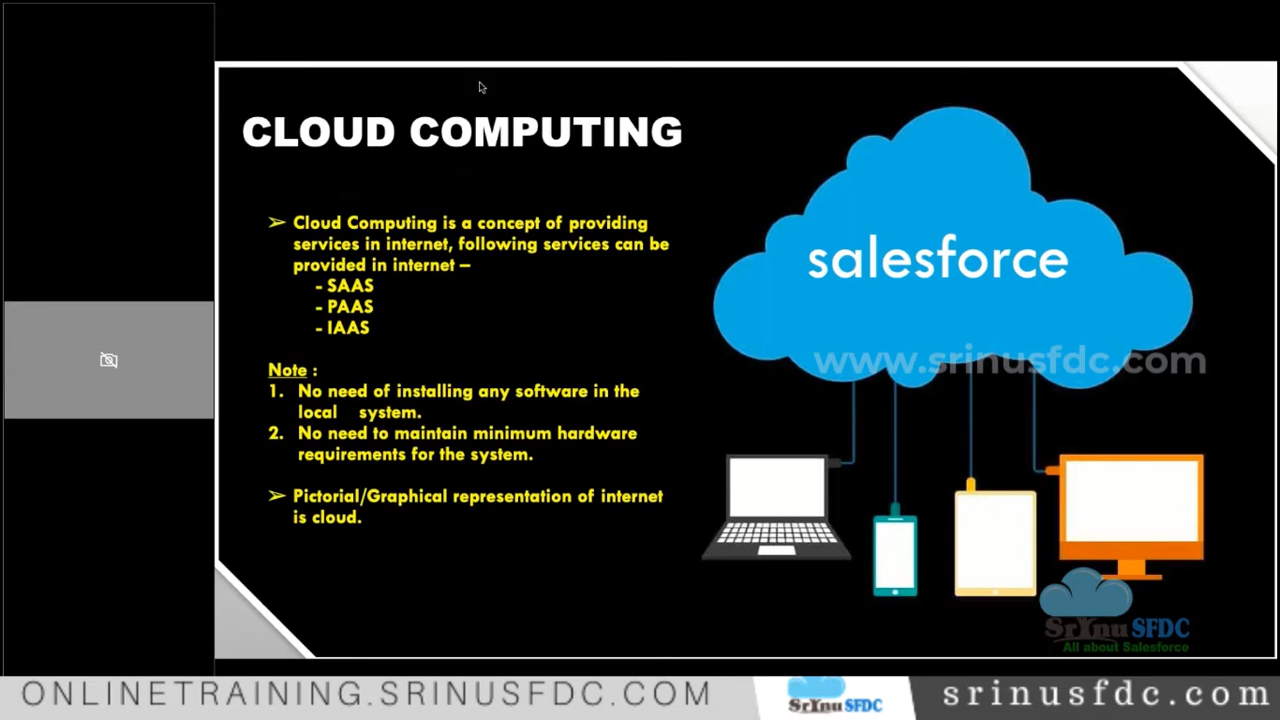 CLOUD COMPUTING
➢ Cloud Computing is a concept of providing
services in internet, following services can be
provided in internet –
- SAAS
- PAAS
- IAAS
Note :
1. No need of installing any software in the
local system.
2. No need to maintain minimum hardware
requirements for the system.
➢ Pictorial/Graphical representation of internet
is cloud.
salesforce
www.srinusfdc.com
SrYnu SFDC
All about Salesforce
ONLINETRAINING.SRINUSFDC.COM
SrYnu SFDC
srinusfdc.com